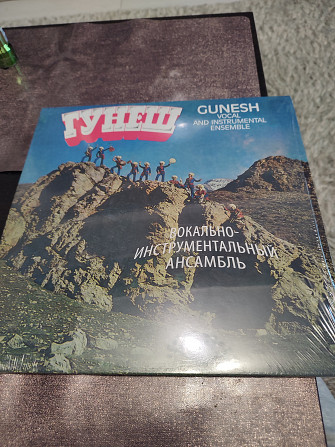 ГУНЕШ
GUNESH
VOCAL
AND INSTRUMENTAL
ENSEMBLE
ВОКАЛЬНО-
ИНСТРУМЕНТАЛЬНЫЙ
АНСАМБЛЬ